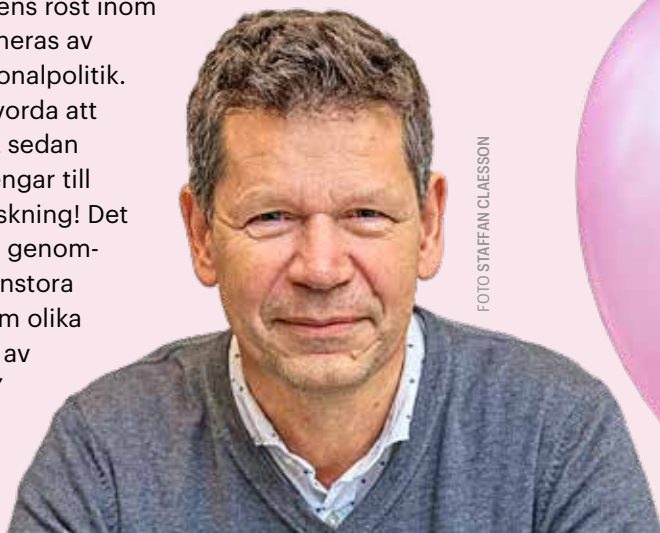 ens röst inom
neras av
onalpolitik.
vorda att
sedan
ngar till
skning! Det
genom-
nstora
m olika
av
FOTO STAFFAN CLAESSON